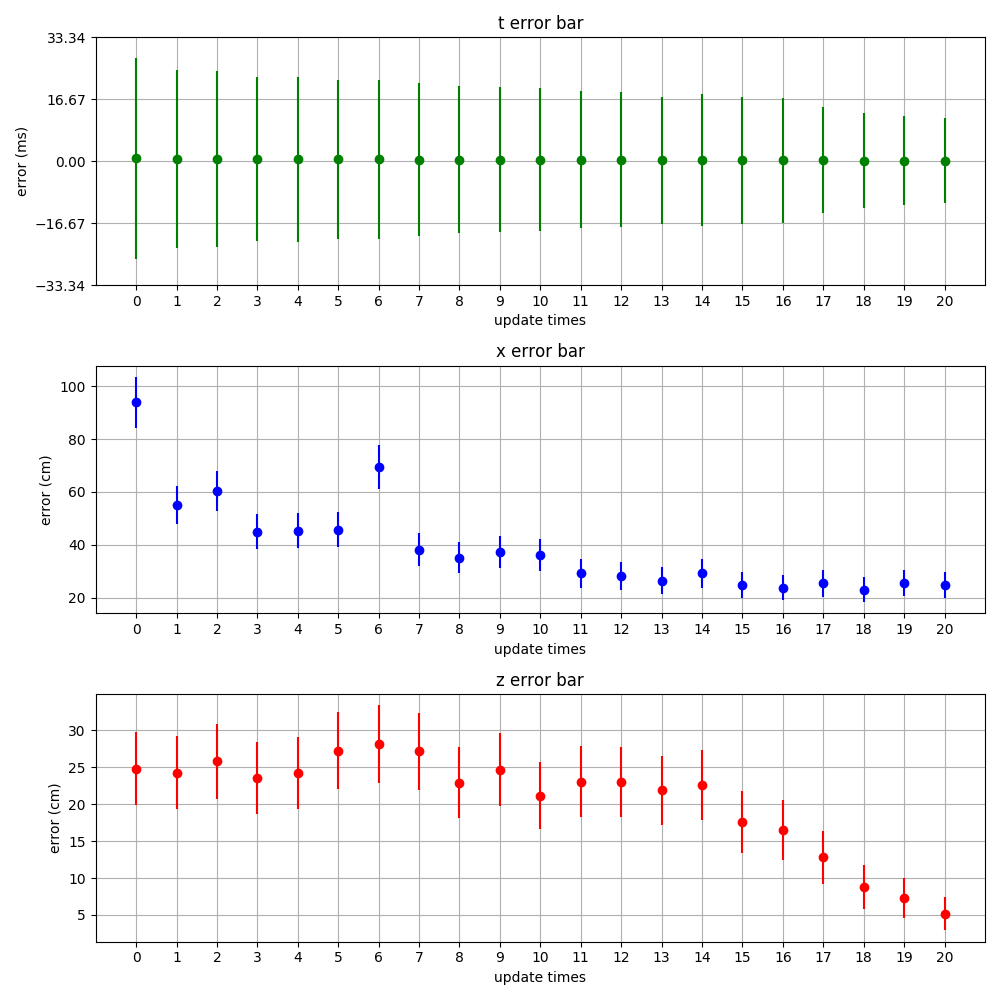 t error bar
33.34
16.67
0.00
−16.67
−33.34
error (ms)
0 1 2 3 4 5 6 7 8 9 10 11 12 13 14 15 16 17 18 19 20
update times
x error bar
100
80
60
40
20
error (cm)
0 1 2 3 4 5 6 7 8 9 10 11 12 13 14 15 16 17 18 19 20
update times
z error bar
30
25
20
15
10
5
error (cm)
0 1 2 3 4 5 6 7 8 9 10 11 12 13 14 15 16 17 18 19 20
update times